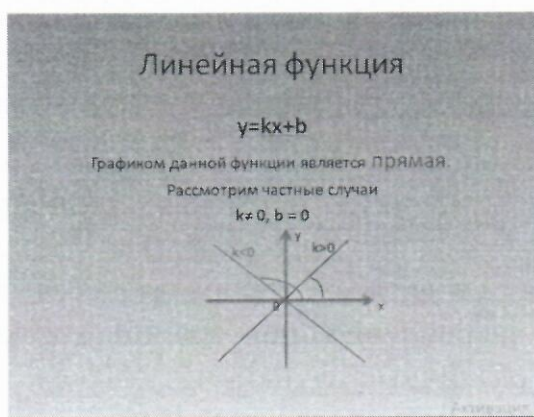 Линейная функция
y=kx+b
Графиком данной функции является прямая.
Рассмотрим частные случаи
k≠ 0, b = 0
y
k<0
k>0
0
x